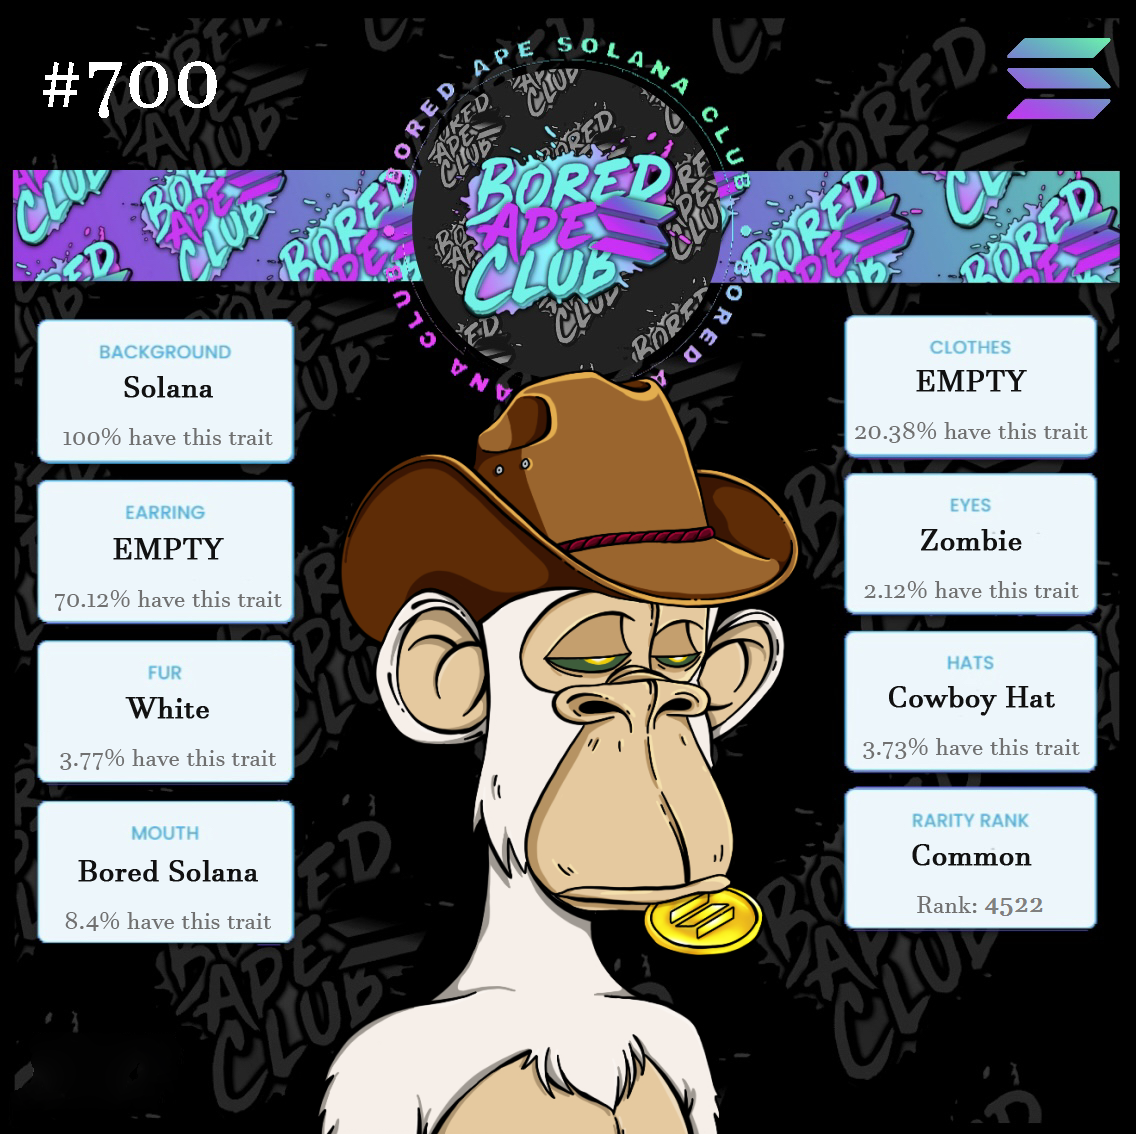 #700
BORED APE SOLANA CLUB
BORED
APE
CLUB
BACKGROUND
Solana
100% have this trait
EARRING
EMPTY
70.12% have this trait
FUR
White
3.77% have this trait
MOUTH
Bored Solana
8.4% have this trait
CLOTHES
EMPTY
20.38% have this trait
EYES
Zombie
2.12% have this trait
HATS
Cowboy Hat
3.73% have this trait
RARITY RANK
Common
Rank: 4522